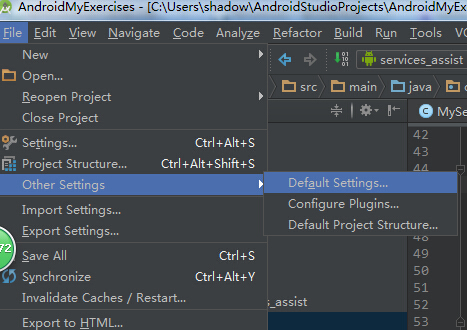 AndroidMyExercises - [C:\Users\shadow\AndroidStudioProjects\AndroidMyExe
File Edit View Navigate Code Analyze Refactor Build Run Tools
New
Open...
services_assist
Reopen Project
src main java
Close Project
MySe
Settings... Ctrl+Alt+S
42
Project Structure... Ctrl+Alt+Shift+S
43
44
Other Settings
Default Settings...
Configure Plugins...
Default Project Structure...
Import Settings...
Export Settings...
72
48
49
Save All Ctrl+S
50
Synchronize Ctrl+Alt+Y
51
Invalidate Caches / Restart...
s_assist
52
Export to HTML...
53